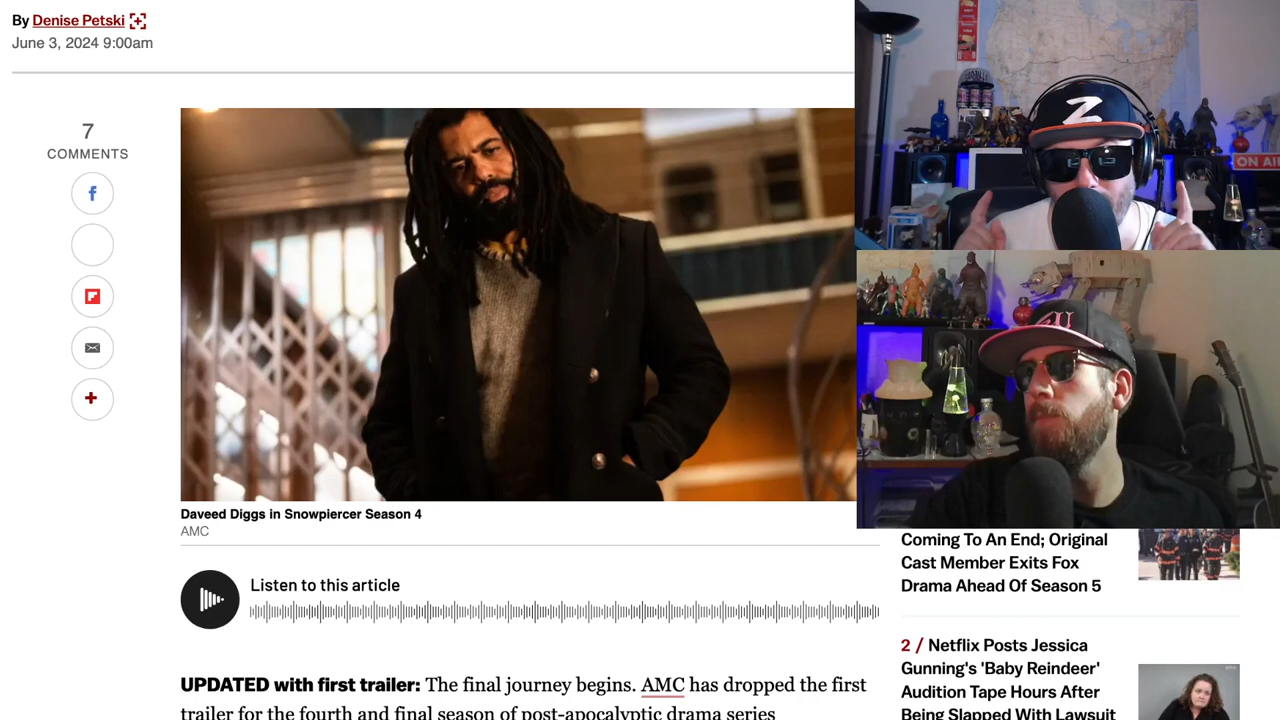 By Denise Petski
June 3, 2024 9:00am
7
COMMENTS
Z
ON AI
Daveed Diggs in Snowpiercer Season 4
AMC
Listen to this article
UPDATED with first trailer: The final journey begins. AMC has dropped the first
trailer for the fourth and final season of post-apocalyptic drama series
Coming To An End; Original
Cast Member Exits Fox
Drama Ahead Of Season 5
2 / Netflix Posts Jessica
Gunning's 'Baby Reindeer'
Audition Tape Hours After
Being Slapped With Lawsuit